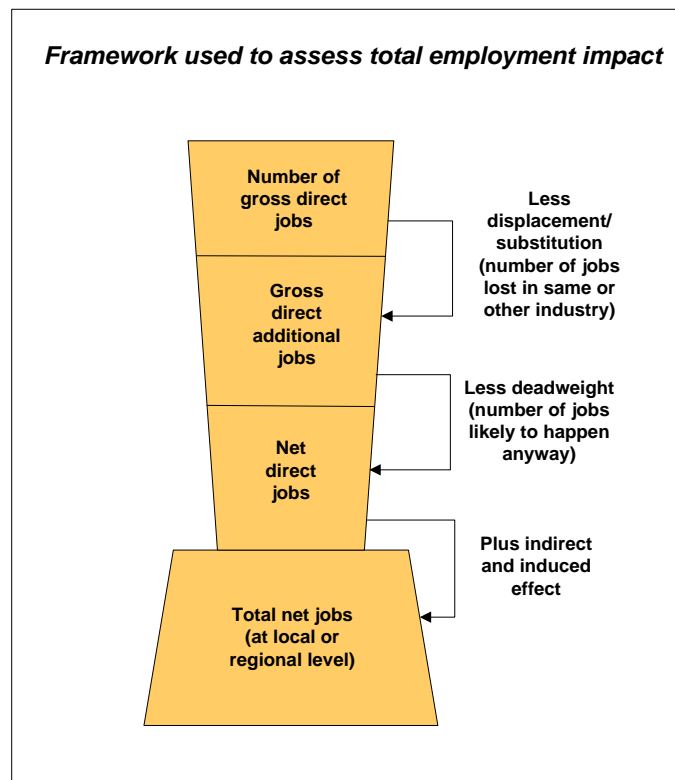 Framework used to assess total employment impact
Number of
gross direct
jobs
Less
displacement/
substitution
(number of jobs
lost in same or
other industry)
Gross
direct
additional
jobs
Less deadweight
(number of jobs
likely to happen
anyway)
Net
direct
jobs
Plus indirect
and induced
effect
Total net jobs
(at local or
regional level)